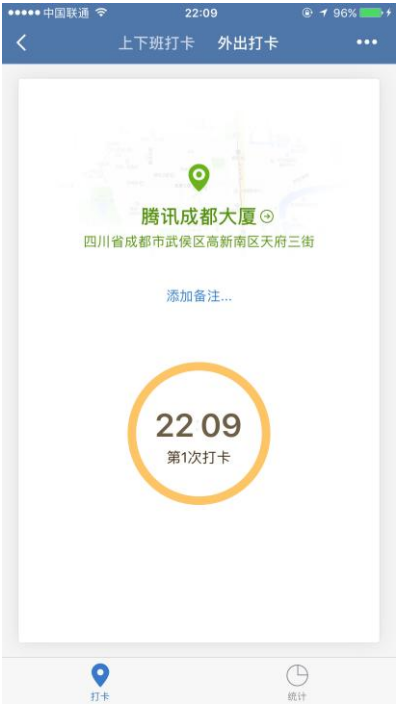 中国联通 22:09 96%
上下班打卡 外出打卡
腾讯成都大厦
四川省成都市武侯区高新南区天府三街
添加备注...
22 09
第1次打卡
打卡 统计